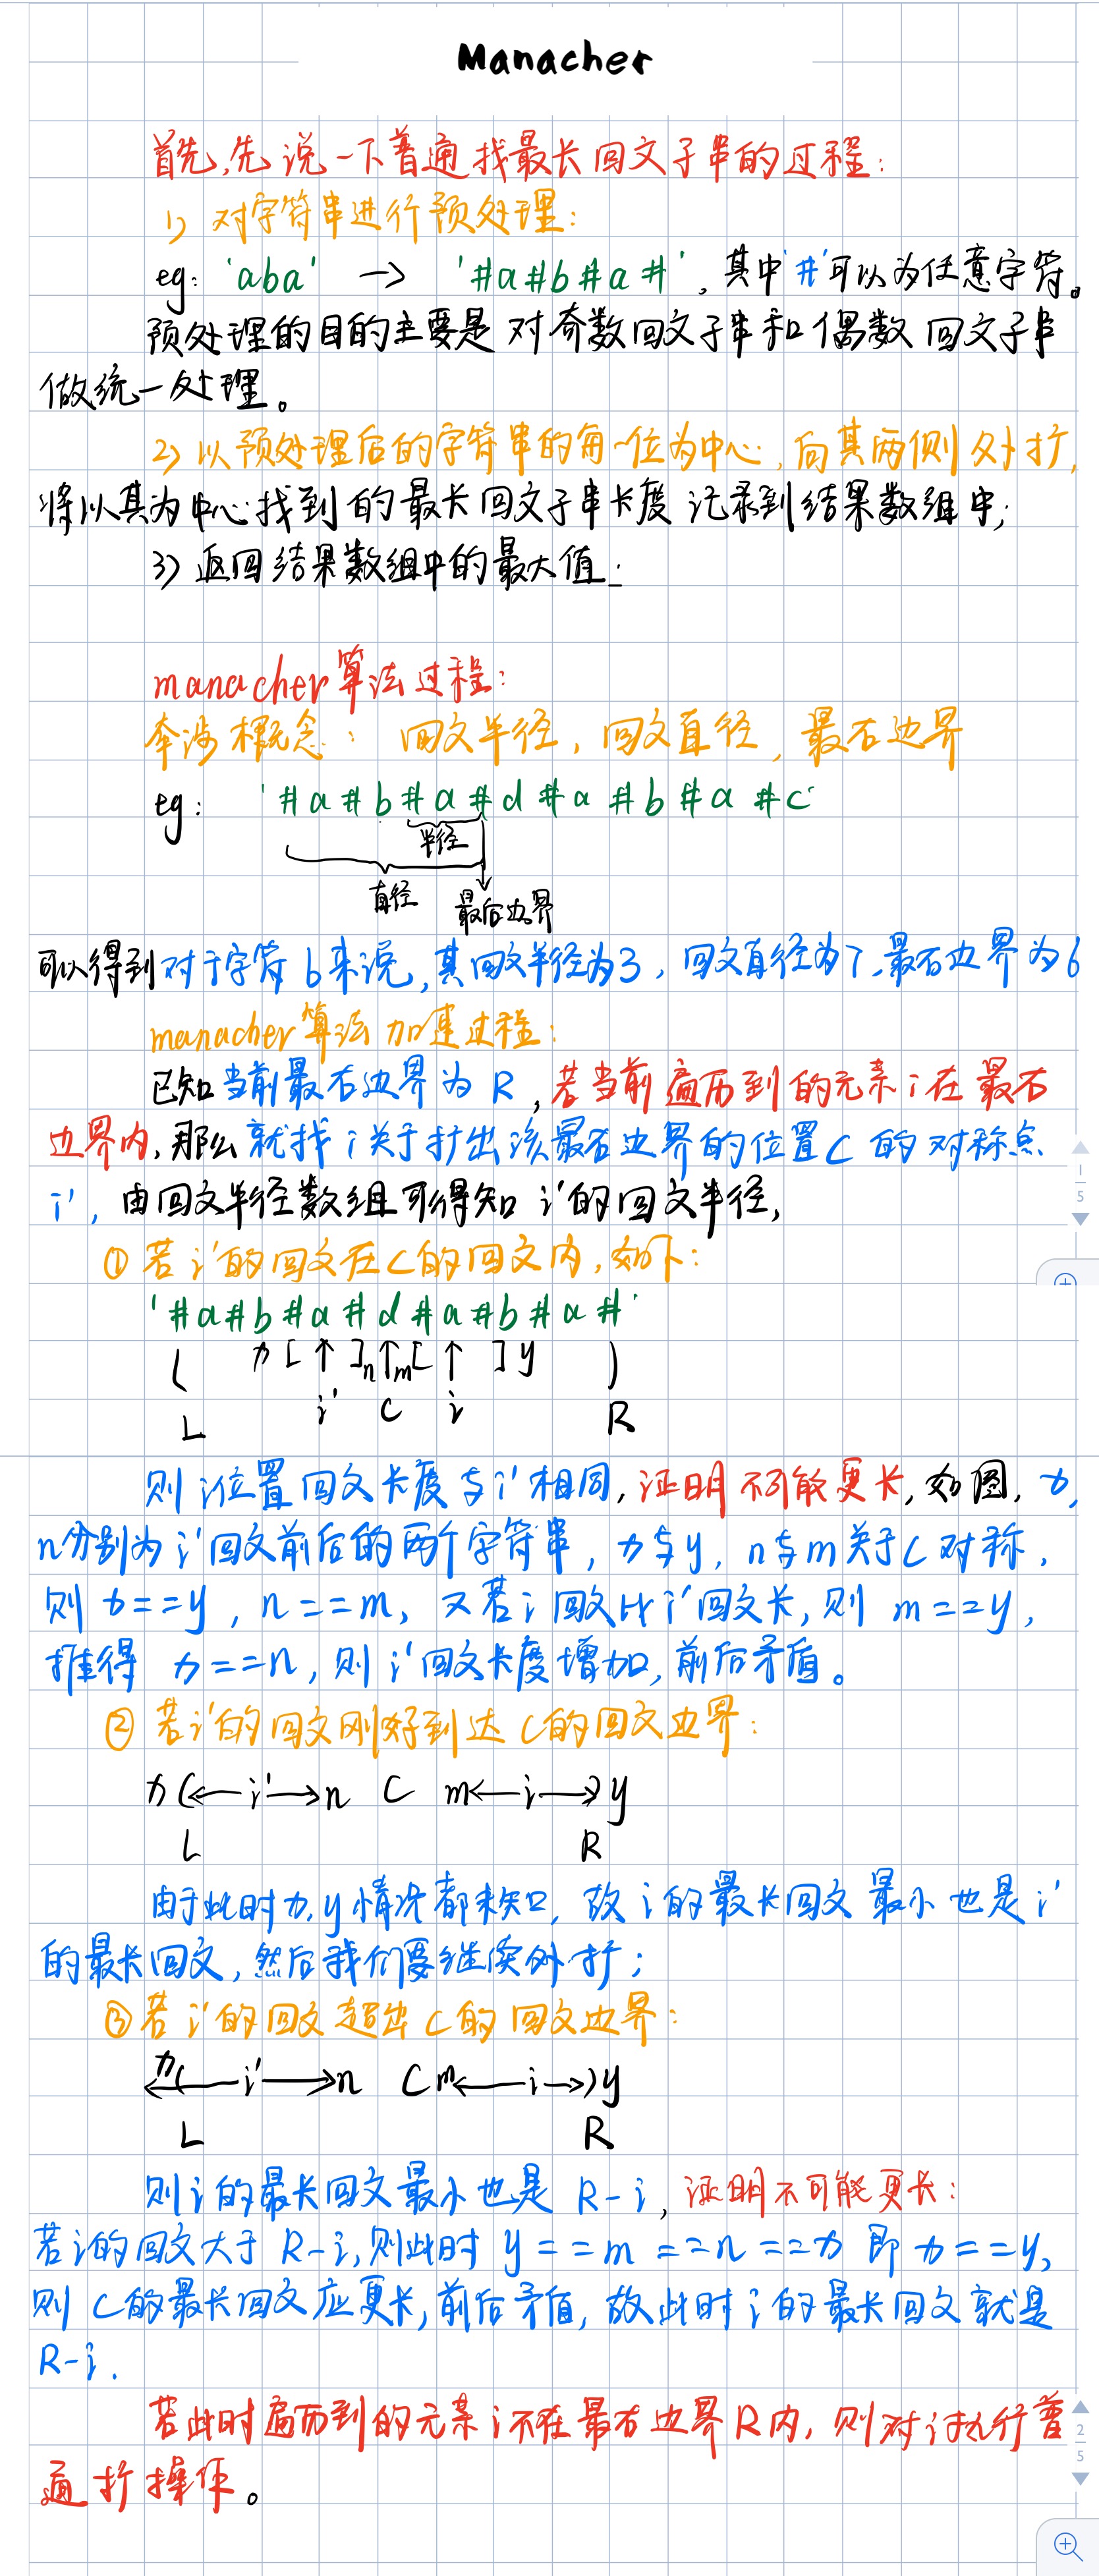 Manacher
首先,先说一下普通找最长回文子串的过程:
1) 对字符串进行预处理:
eg: 'aba' → '#a#b#a#', 其中'#'可以为任意字符。
预处理的目的主要是对奇数回文子串和偶数回文子串
做统一处理。
2) 以预处理后的字符串的每一位为中心,向其两侧外扩,
将以其为中心找到的最长回文子串长度记录到结果数组中;
3) 返回结果数组中的最大值.
manacher算法过程:
牵涉概念: 回文半径, 回文直径, 最右边界
eg: '#a#b#a#d#a#b#a#c'
半径
直径 最右边界
可以得到对于字符b来说,其回文半径为3, 回文直径为7,最右边界为6
manacher算法加速过程:
已知当前最右边界为R,若当前遍历到的元素i在最右
边界内,那么就找i关于扩出该最右边界的位置C的对称点
i', 由回文半径数组可得知i'的回文半径,
1
5
① 若i'的回文在C的回文内,如下:
'#a#b#a#d#a#b#a#'
( x [ ↑ ] n ↑ m [ ↑ ] y )
L i' C i R
则i位置回文长度与i'相同,证明不可能更长,如图, x,
n分别为i'回文前后的两个字符串, x与y, n与m关于C对称,
则 x==y, n==m, 又若i回文比i'回文长,则 m==y,
推得 x==n, 则i'回文长度增加,前后矛盾。
② 若i'的回文刚好到达C的回文边界:
x (←i'→n C m←i→) y
L R
由于此时x,y情况都未知, 故i的最长回文最小也是i'
的最长回文, 然后我们要继续外扩;
③ 若i'的回文超出C的回文边界:
x (←i'→n C m←i→) y
L R
则i的最长回文最小也是 R-i, 证明不可能更长:
若i的回文大于 R-i,则此时 y==m==n==x 即 x==y,
则 C的最长回文应更长,前后矛盾, 故此时i的最长回文就是
R-i.
若此时遍历到的元素i不在最右边界R内, 则对i执行普
通扩操作。
2
5